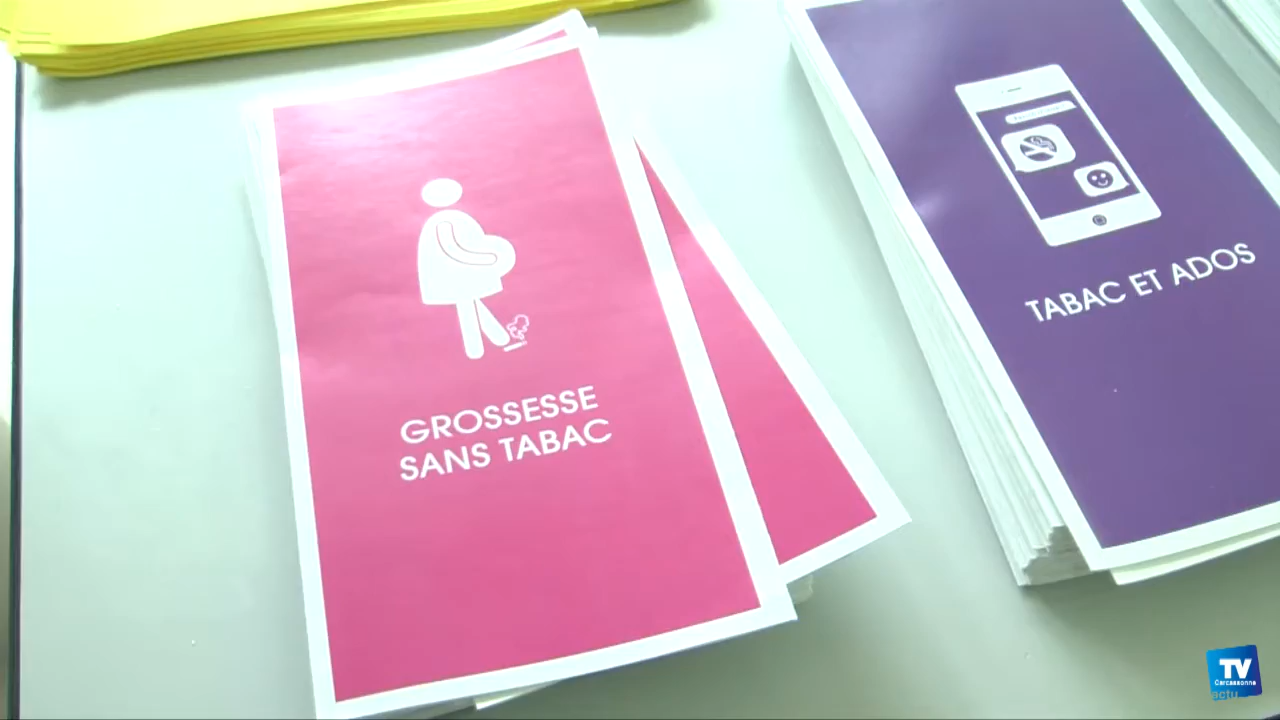 GROSSESSE
SANS TABAC
TABAC ET ADOS
TV
Carcassonne
actu